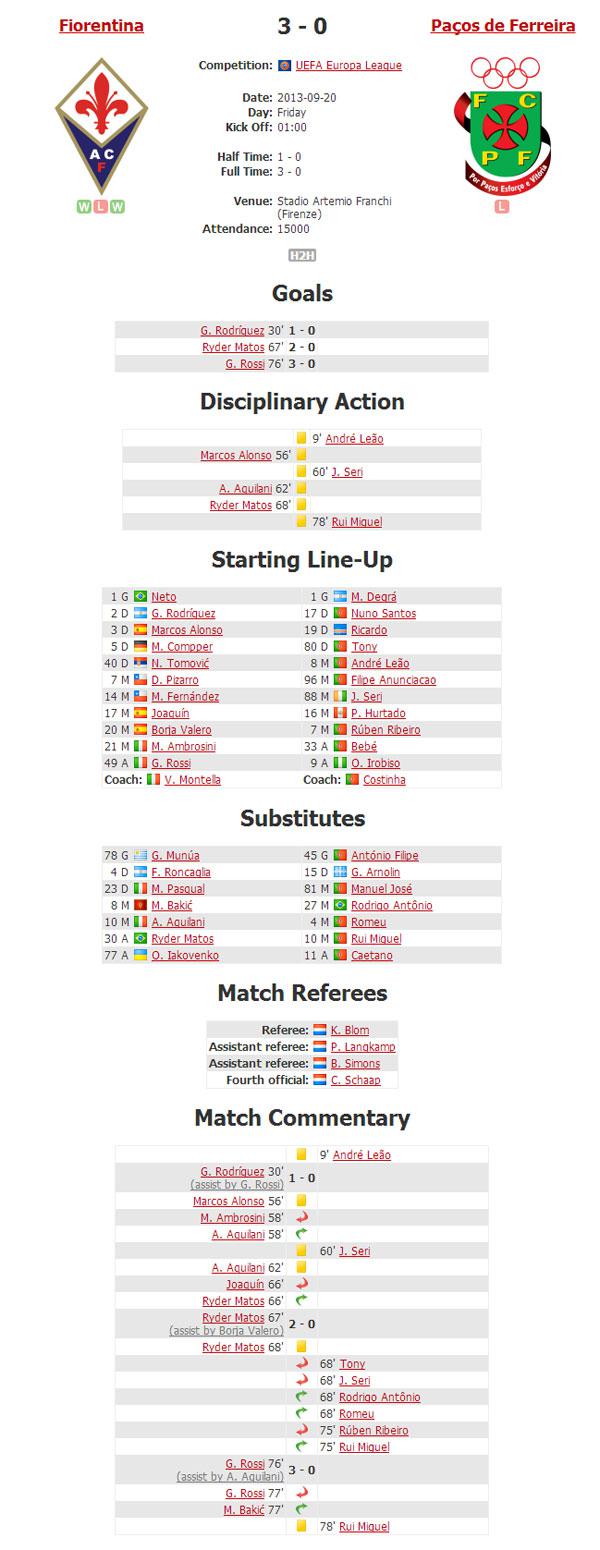 Fiorentina 3 - 0 Paços de Ferreira
Competition: UEFA Europa League
Date: 2013-09-20
Day: Friday
Kick Off: 01:00
Half Time: 1 - 0
Full Time: 3 - 0
Venue: Stadio Artemio Franchi
(Firenze)
Attendance: 15000
A C
F
F C
P F
Por Paços Esforço e Vitória
W L W
L
H2H
Goals
G. Rodríguez 30' 1 - 0
Ryder Matos 67' 2 - 0
G. Rossi 76' 3 - 0
Disciplinary Action
9' André Leão
Marcos Alonso 56'
60' J. Seri
A. Aquilani 62'
Ryder Matos 68'
78' Rui Miguel
Starting Line-Up
1 G Neto 1 G M. Degrá
2 D G. Rodríguez 17 D Nuno Santos
3 D Marcos Alonso 19 D Ricardo
5 D M. Compper 80 D Tony
40 D N. Tomović 8 M André Leão
7 M D. Pizarro 96 M Filipe Anunciacao
14 M M. Fernández 88 M J. Seri
17 M Joaquín 16 M P. Hurtado
20 M Borja Valero 7 M Rúben Ribeiro
21 M M. Ambrosini 33 A Bebé
49 A G. Rossi 9 A O. Irobiso
Coach: V. Montella Coach: Costinha
Substitutes
78 G G. Munúa 45 G António Filipe
4 D F. Roncaglia 15 D G. Arnolin
23 D M. Pasqual 81 M Manuel José
8 M M. Bakić 27 M Rodrigo Antônio
10 M A. Aquilani 4 M Romeu
30 A Ryder Matos 10 M Rui Miguel
77 A O. Iakovenko 11 A Caetano
Match Referees
Referee: K. Blom
Assistant referee: P. Langkamp
Assistant referee: B. Simons
Fourth official: C. Schaap
Match Commentary
9' André Leão
G. Rodríguez 30' 1 - 0
(assist by G. Rossi)
Marcos Alonso 56'
M. Ambrosini 58'
A. Aquilani 58'
60' J. Seri
A. Aquilani 62'
Joaquín 66'
Ryder Matos 66'
Ryder Matos 67' 2 - 0
(assist by Borja Valero)
Ryder Matos 68'
68' Tony
68' J. Seri
68' Rodrigo Antônio
68' Romeu
75' Rúben Ribeiro
75' Rui Miguel
G. Rossi 76' 3 - 0
(assist by A. Aquilani)
G. Rossi 77'
M. Bakić 77'
78' Rui Miguel